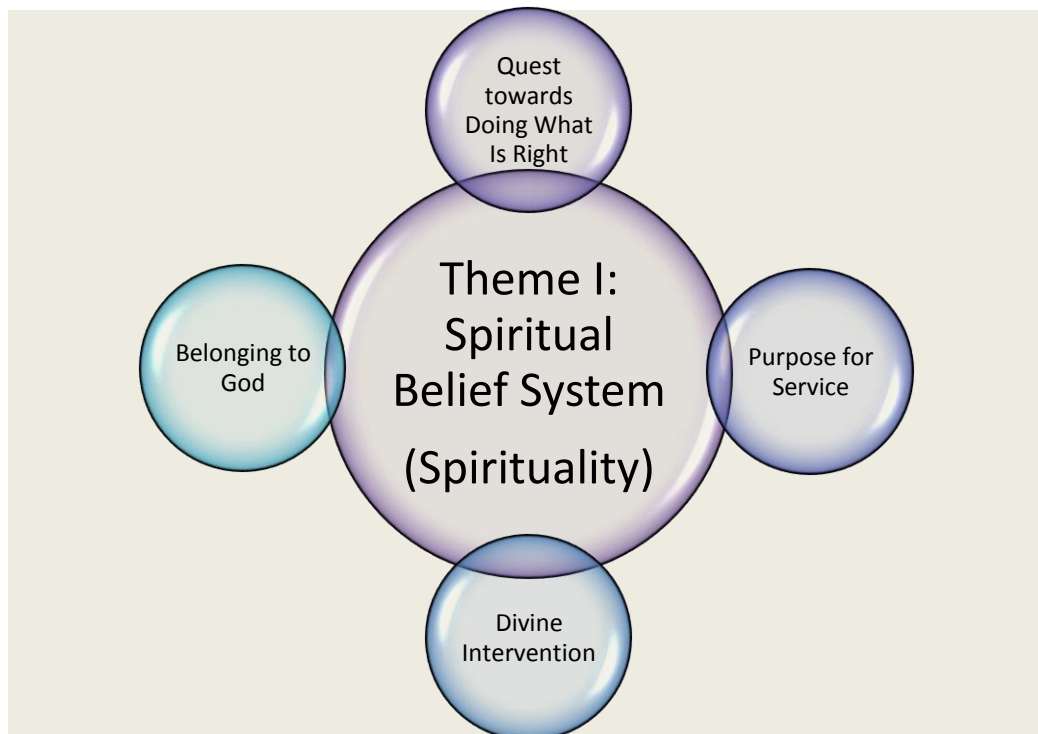 Quest
towards
Doing What
Is Right
Theme I:
Spiritual
Belief System
(Spirituality)
Belonging to
God
Purpose for
Service
Divine
Intervention